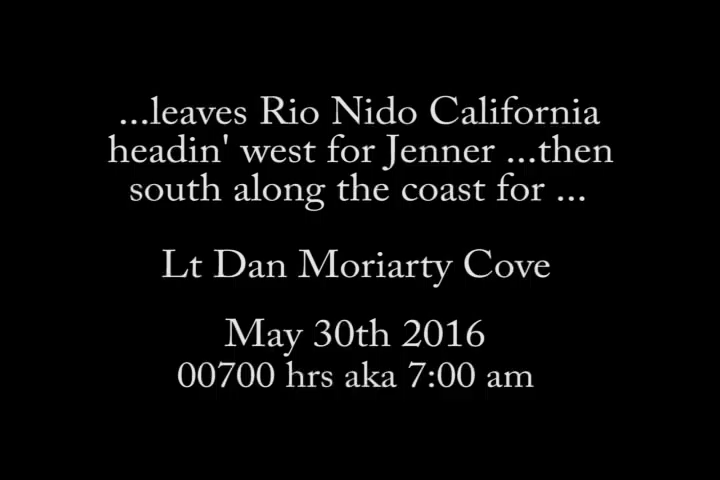 ...leaves Rio Nido California
headin' west for Jenner ...then
south along the coast for ...
Lt Dan Moriarty Cove
May 30th 2016
00700 hrs aka 7:00 am